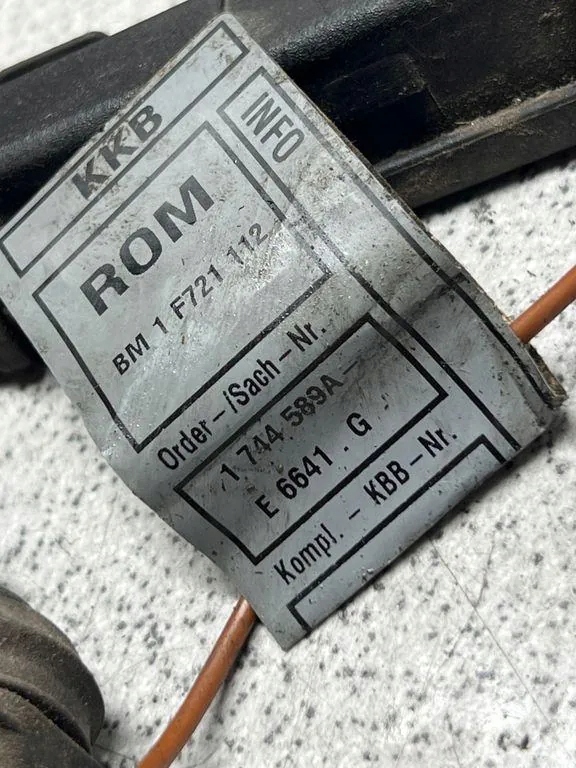 KKB
INFO
ROM
BM 1 F721 112
Order-/Sach-Nr.
1 744 589A-
E 6641 . G
Kompl. - KBB-Nr.